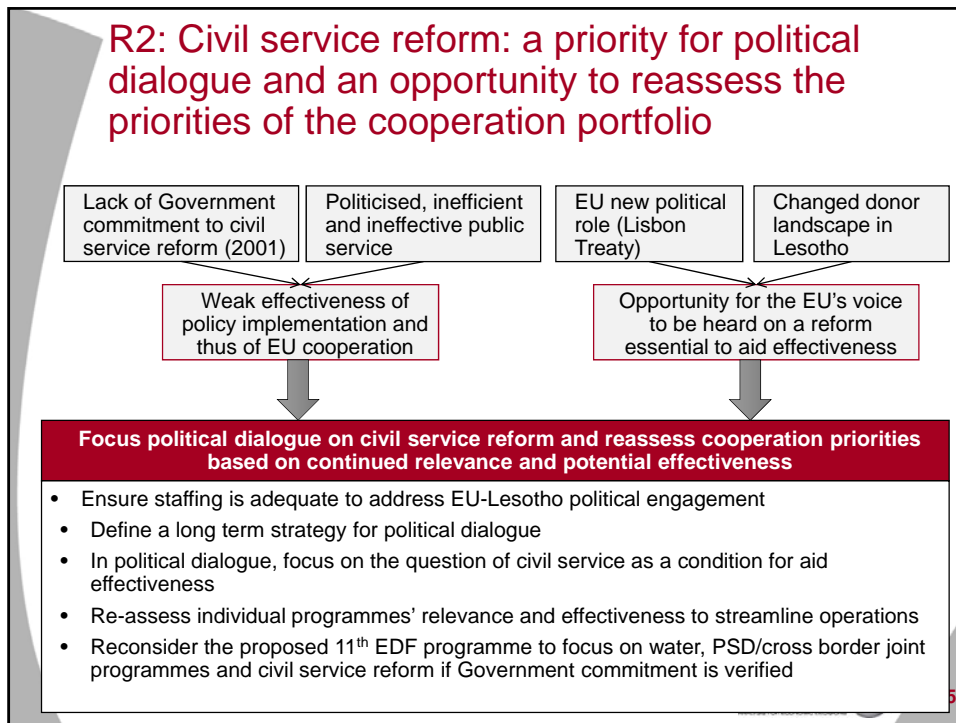 R2: Civil service reform: a priority for political
dialogue and an opportunity to reassess the
priorities of the cooperation portfolio
Lack of Government
commitment to civil
service reform (2001)
Politicised, inefficient
and ineffective public
service
EU new political
role (Lisbon
Treaty)
Changed donor
landscape in
Lesotho
Weak effectiveness of
policy implementation and
thus of EU cooperation
Opportunity for the EU's voice
to be heard on a reform
essential to aid effectiveness
Focus political dialogue on civil service reform and reassess cooperation priorities
based on continued relevance and potential effectiveness
• Ensure staffing is adequate to address EU-Lesotho political engagement
• Define a long term strategy for political dialogue
• In political dialogue, focus on the question of civil service as a condition for aid
effectiveness
• Re-assess individual programmes' relevance and effectiveness to streamline operations
• Reconsider the proposed 11th EDF programme to focus on water, PSD/cross border joint
programmes and civil service reform if Government commitment is verified